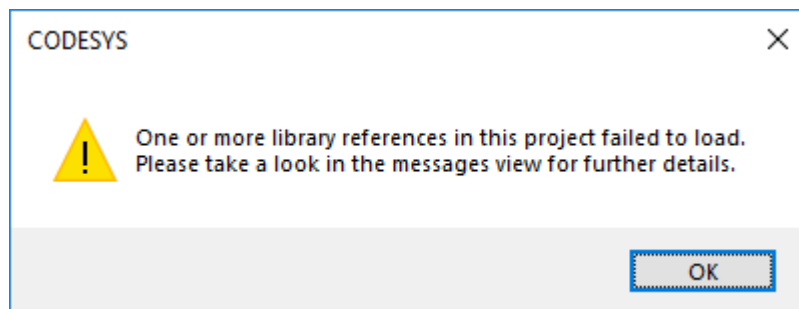 CODESYS
One or more library references in this project failed to load.
Please take a look in the messages view for further details.
OK